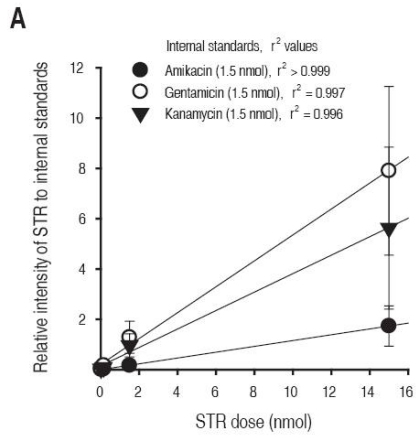 A
Internal standards, r² values
Amikacin (1.5 nmol), r² > 0.999
Gentamicin (1.5 nmol), r² = 0.997
Kanamycin (1.5 nmol), r² = 0.996
Relative intensity of STR to internal standards
12
10
8
6
4
2
0 2 4 6 8 10 12 14 16
STR dose (nmol)